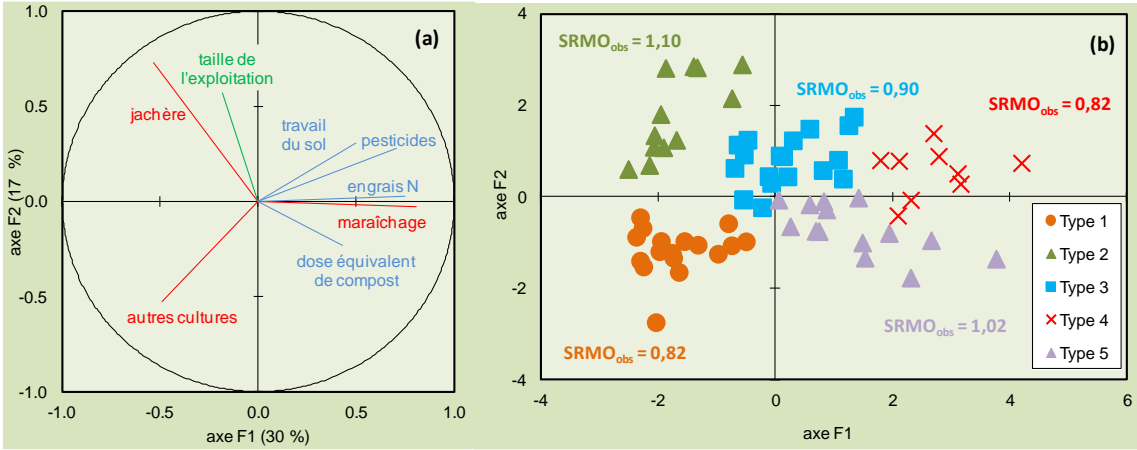 (a)
1.0
0.5
0.0
-0.5
-1.0
axe F2 (17 %)
taille de
l'exploitation
jachère
travail
du sol
pesticides
engrais N
maraîchage
dose équivalent
de compost
autres cultures
-1.0
-0.5
0.0
0.5
1.0
axe F1 (30 %)
(b)
4
2
0
-2
-4
axe F2
SRMOobs = 1,10
SRMOobs = 0,90
SRMOobs = 0,82
SRMOobs = 1,02
SRMOobs = 0,82
Type 1
Type 2
Type 3
Type 4
Type 5
-4
-2
0
2
4
6
axe F1